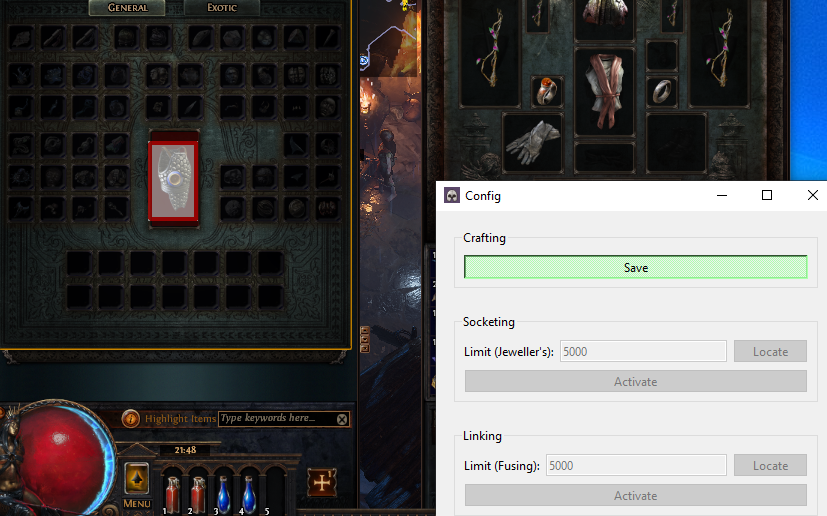 GENERAL EXOTIC
Config
Crafting
Save
Socketing
Limit (Jeweller's): 5000 Locate
Activate
Linking
Limit (Fusing): 5000 Locate
Activate
Highlight Items Type keywords here...
21:48
MENU
1 2 3 4 5
1